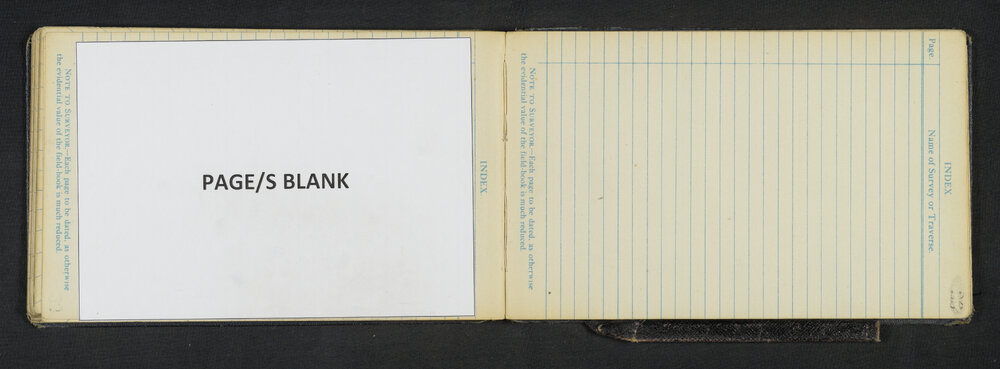 NOTE TO SURVEYOR.—Each page to be dated, as otherwise
the evidential value of the field-book is much reduced.
PAGE/S BLANK
INDEX.
NOTE TO SURVEYOR.—Each page to be dated, as otherwise
the evidential value of the field-book is much reduced.
INDEX
Page. Name of Survey or Traverse.